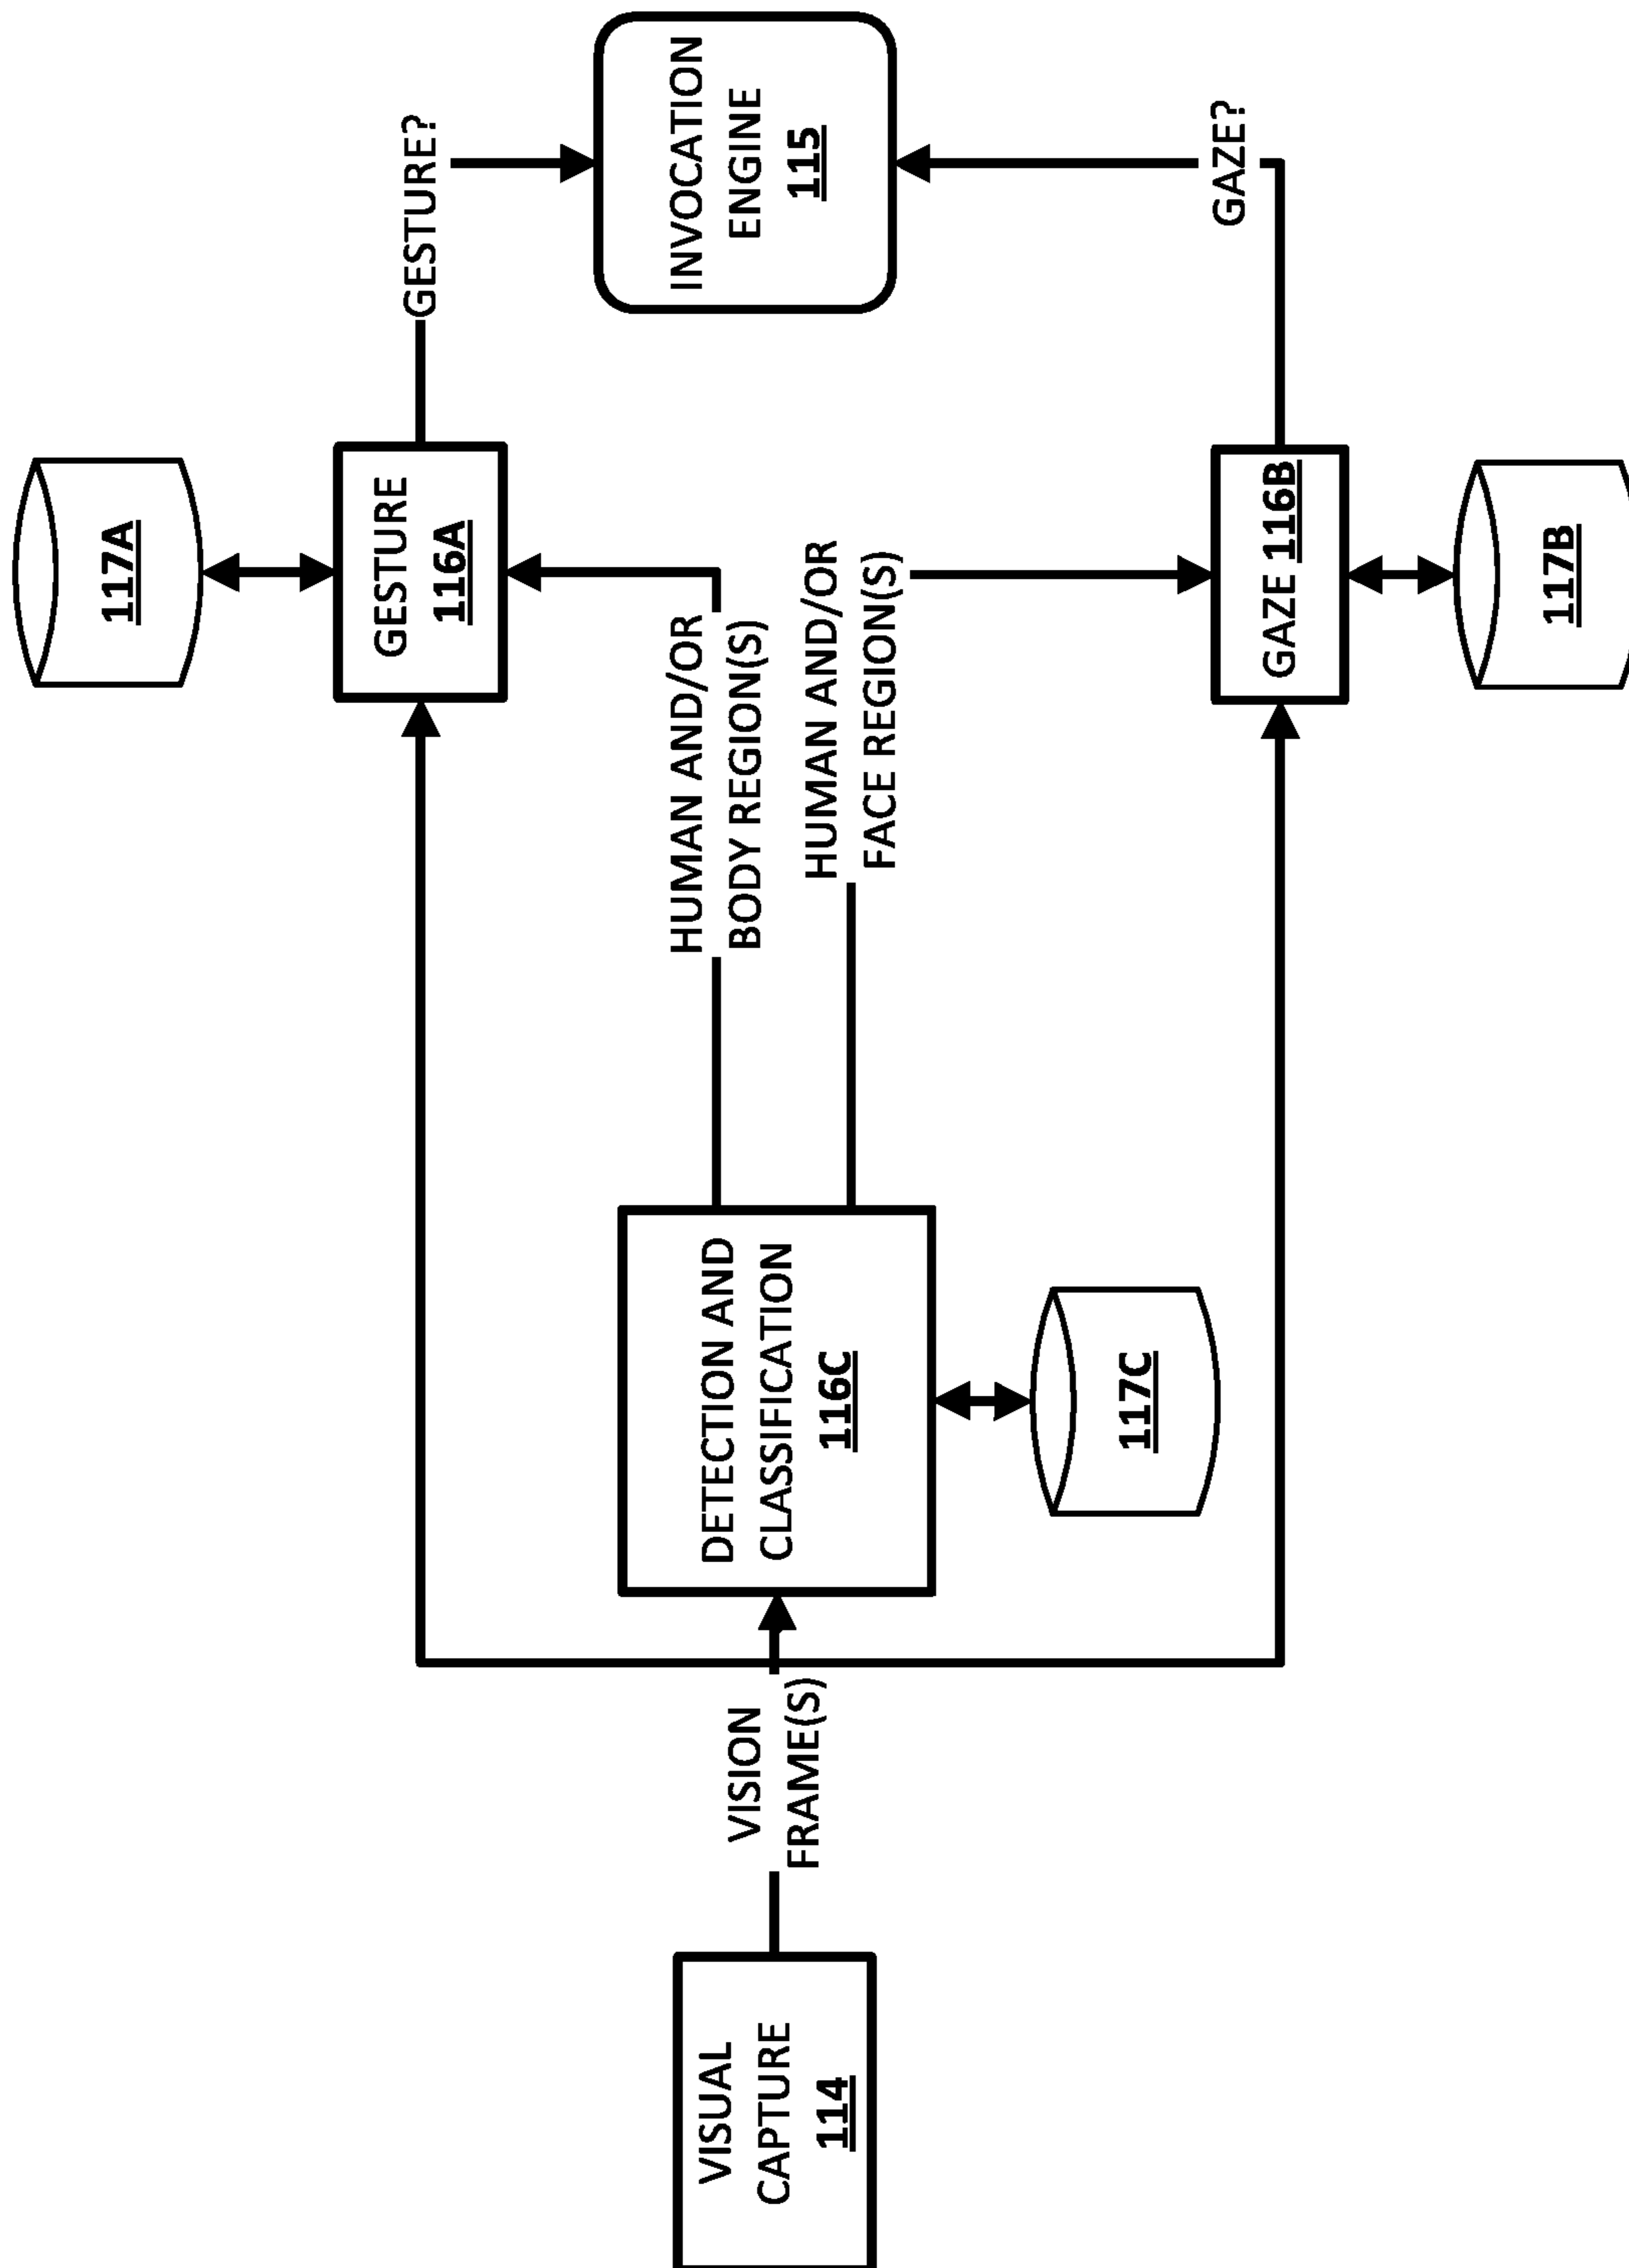 VISUAL
CAPTURE
114
VISION
FRAME(S)
DETECTION AND
CLASSIFICATION
116C
117C
HUMAN AND/OR
BODY REGION(S)
HUMAN AND/OR
FACE REGION(S)
117A
GESTURE
116A
GAZE 116B
117B
GESTURE?
INVOCATION
ENGINE
115
GAZE?